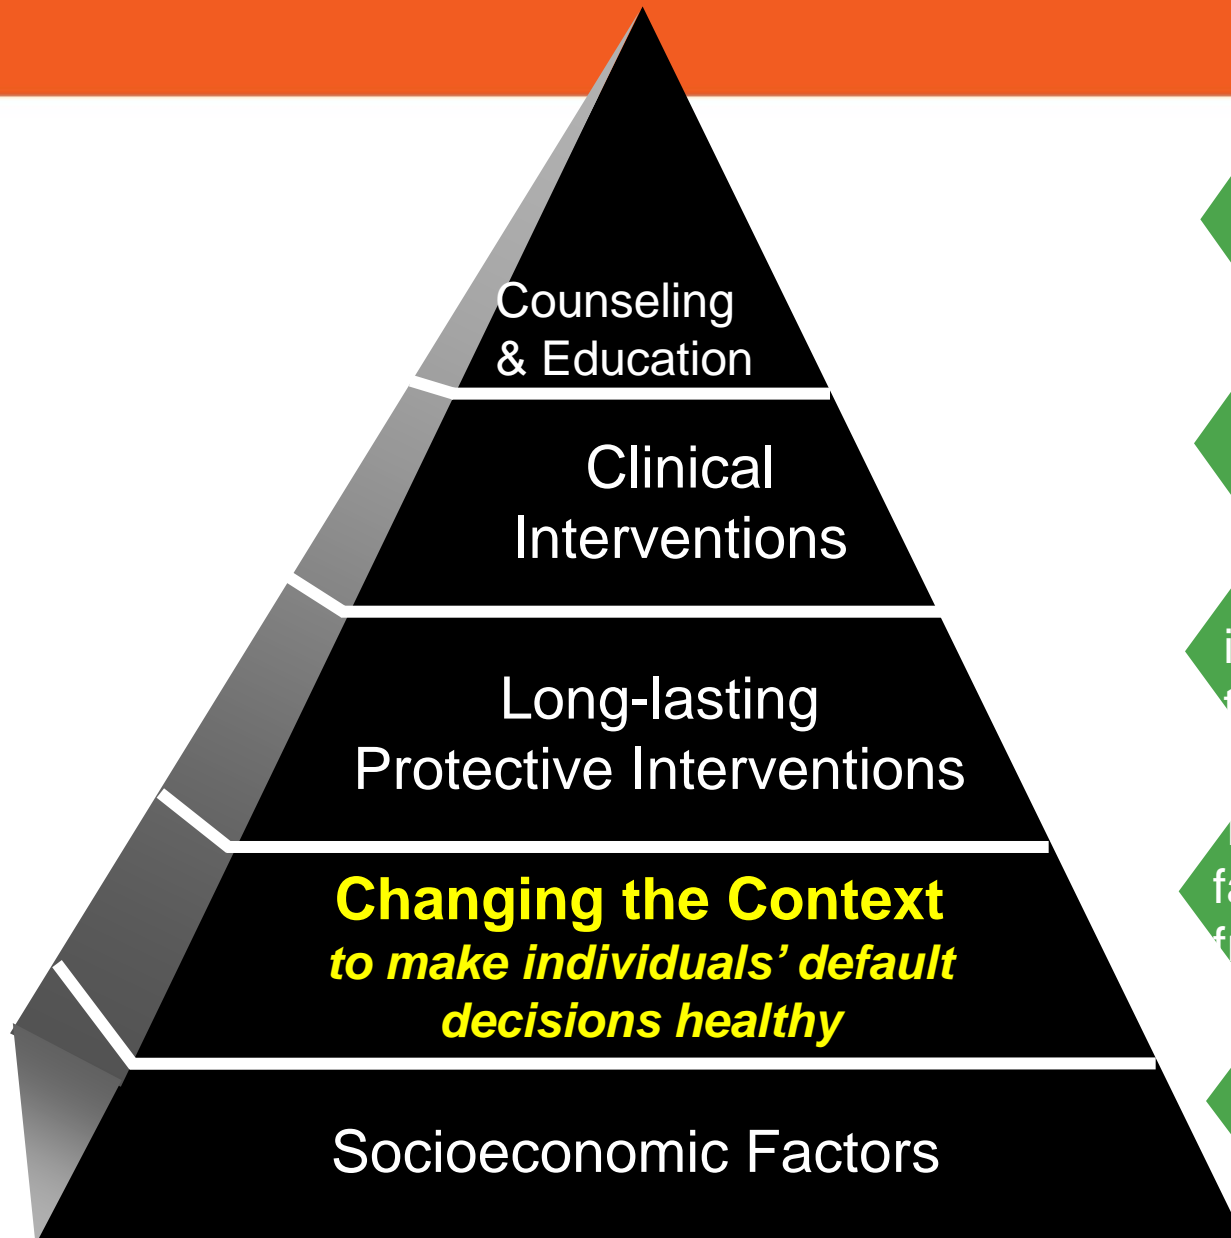 Counseling
& Education
Clinical
Interventions
Long-lasting
Protective Interventions
Changing the Context
to make individuals’ default
decisions healthy
Socioeconomic Factors